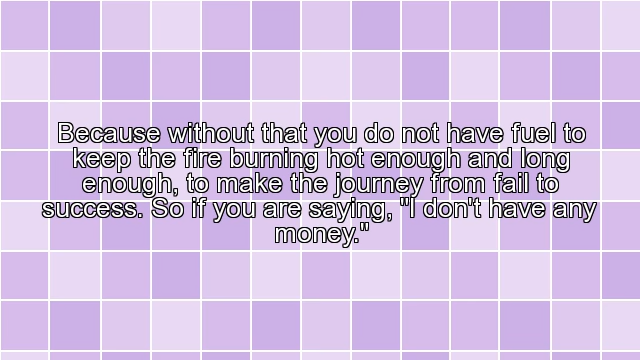 Because without that you do not have fuel to
keep the fire burning hot enough and long
enough, to make the journey from fail to
success. So if you are saying, "I don't have any
money."